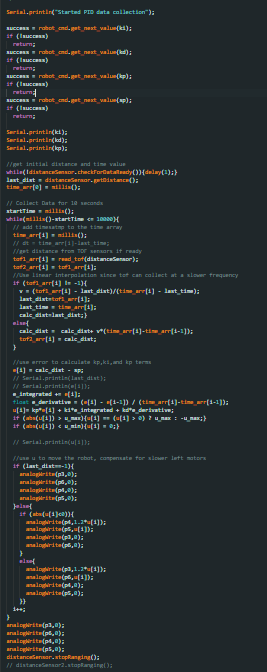 Serial.println("Started PID data collection");
success = robot_cmd.get_next_value(ki);
if (!success)
return;
success = robot_cmd.get_next_value(kd);
if (!success)
return;
success = robot_cmd.get_next_value(kp);
if (!success)
return;
success = robot_cmd.get_next_value(sp);
if (!success)
return;
Serial.println(ki);
Serial.println(kd);
Serial.println(kp);
//get initial distance and time value
while(!distanceSensor.checkForDataReady()){delay(1);}
last_dist = distanceSensor.getDistance();
time_arr[0] = millis();
// Collect Data for 10 seconds
startTime = millis();
while(millis()-startTime <= 10000){
// add timesatmp to the time array
time_arr[i] = millis();
// dt = time_arr[i]-last_time;
//get distance from TOF sensors if ready
tof1_arr[i] = read_tof(distanceSensor);
tof2_arr[i] = tof1_arr[i];
//Use linear interpolation since tof can collect at a slower frequency
if (tof1_arr[i] != -1){
v = (tof1_arr[i] - last_dist)/(time_arr[i] - last_time);
last_dist=tof1_arr[i];
last_time = time_arr[i];
calc_dist=last_dist;}
else{
calc_dist = calc_dist+ v*(time_arr[i]-time_arr[i-1]);
tof2_arr[i] = calc_dist;
}
//use error to calculate kp,ki,and kp terms
e[i] = calc_dist - sp;
// Serial.println(last_dist);
// Serial.println(e[i]);
e_integrated += e[i];
float e_derivative = (e[i] - e[i-1]) / (time_arr[i]-time_arr[i-1]);
u[i]= kp*e[i] + ki*e_integrated + kd*e_derivative;
if (abs(u[i]) > u_max){u[i] == (u[i] > 0) ? u_max : -u_max;}
if (abs(u[i]) < u_min){u[i] = 0;}
// Serial.println(u[i]);
//use u to move the robot, compensate for slower left motors
if (last_dist==-1){
analogWrite(p3,0);
analogWrite(p6,0);
analogWrite(p4,0);
analogWrite(p5,0);
}else{
if (abs(u[i]<0)){
analogWrite(p4,1.2*u[i]);
analogWrite(p5,u[i]);
analogWrite(p3,0);
analogWrite(p6,0);
}
else{
analogWrite(p3,1.2*u[i]);
analogWrite(p6,u[i]);
analogWrite(p4,0);
analogWrite(p5,0);
}}
i++;
}
analogWrite(p3,0);
analogWrite(p6,0);
analogWrite(p4,0);
analogWrite(p5,0);
distanceSensor.stopRanging();
// distanceSensor2.stopRanging();